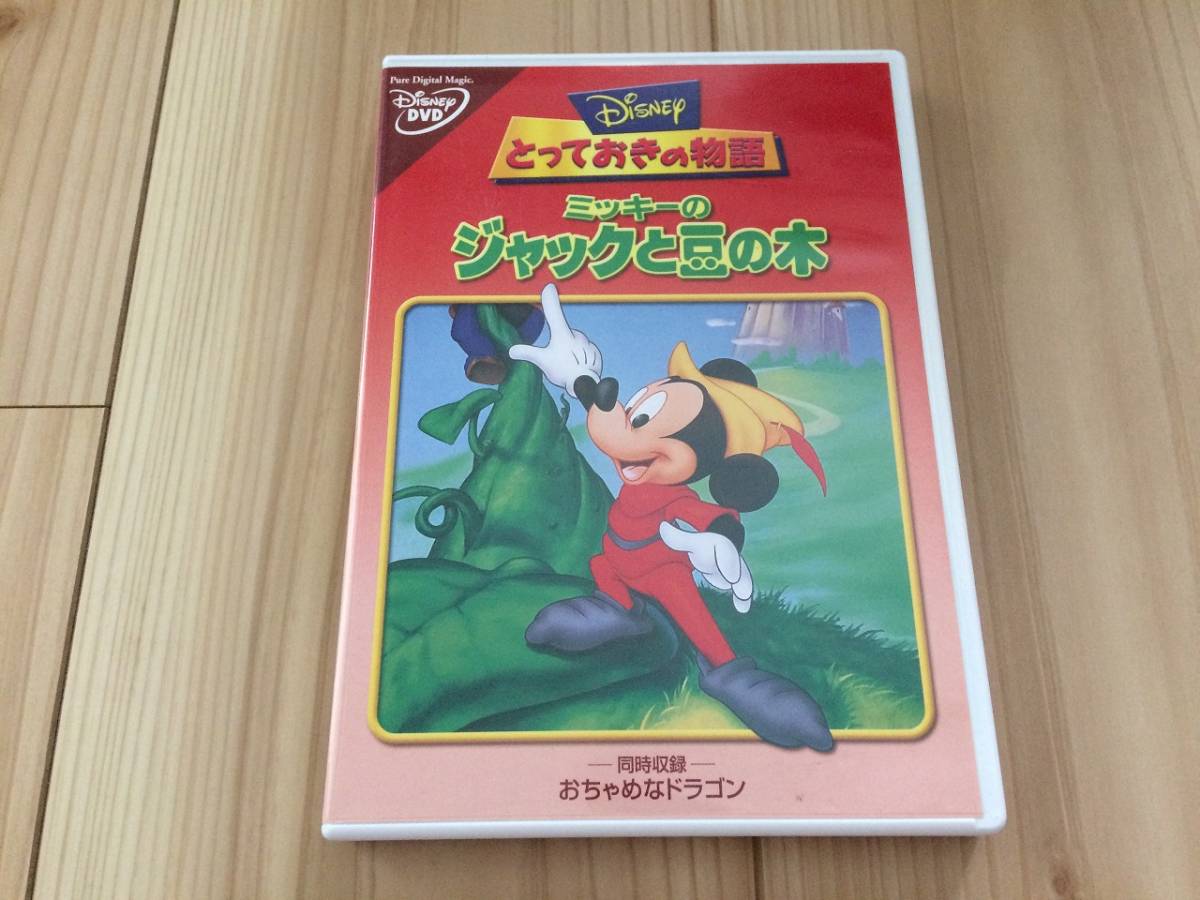 Pure Digital Magic.
Disney
DVD
Disney
とっておきの物語
ミッキーの
ジャックと豆の木
同時収録
おちゃめなドラゴン